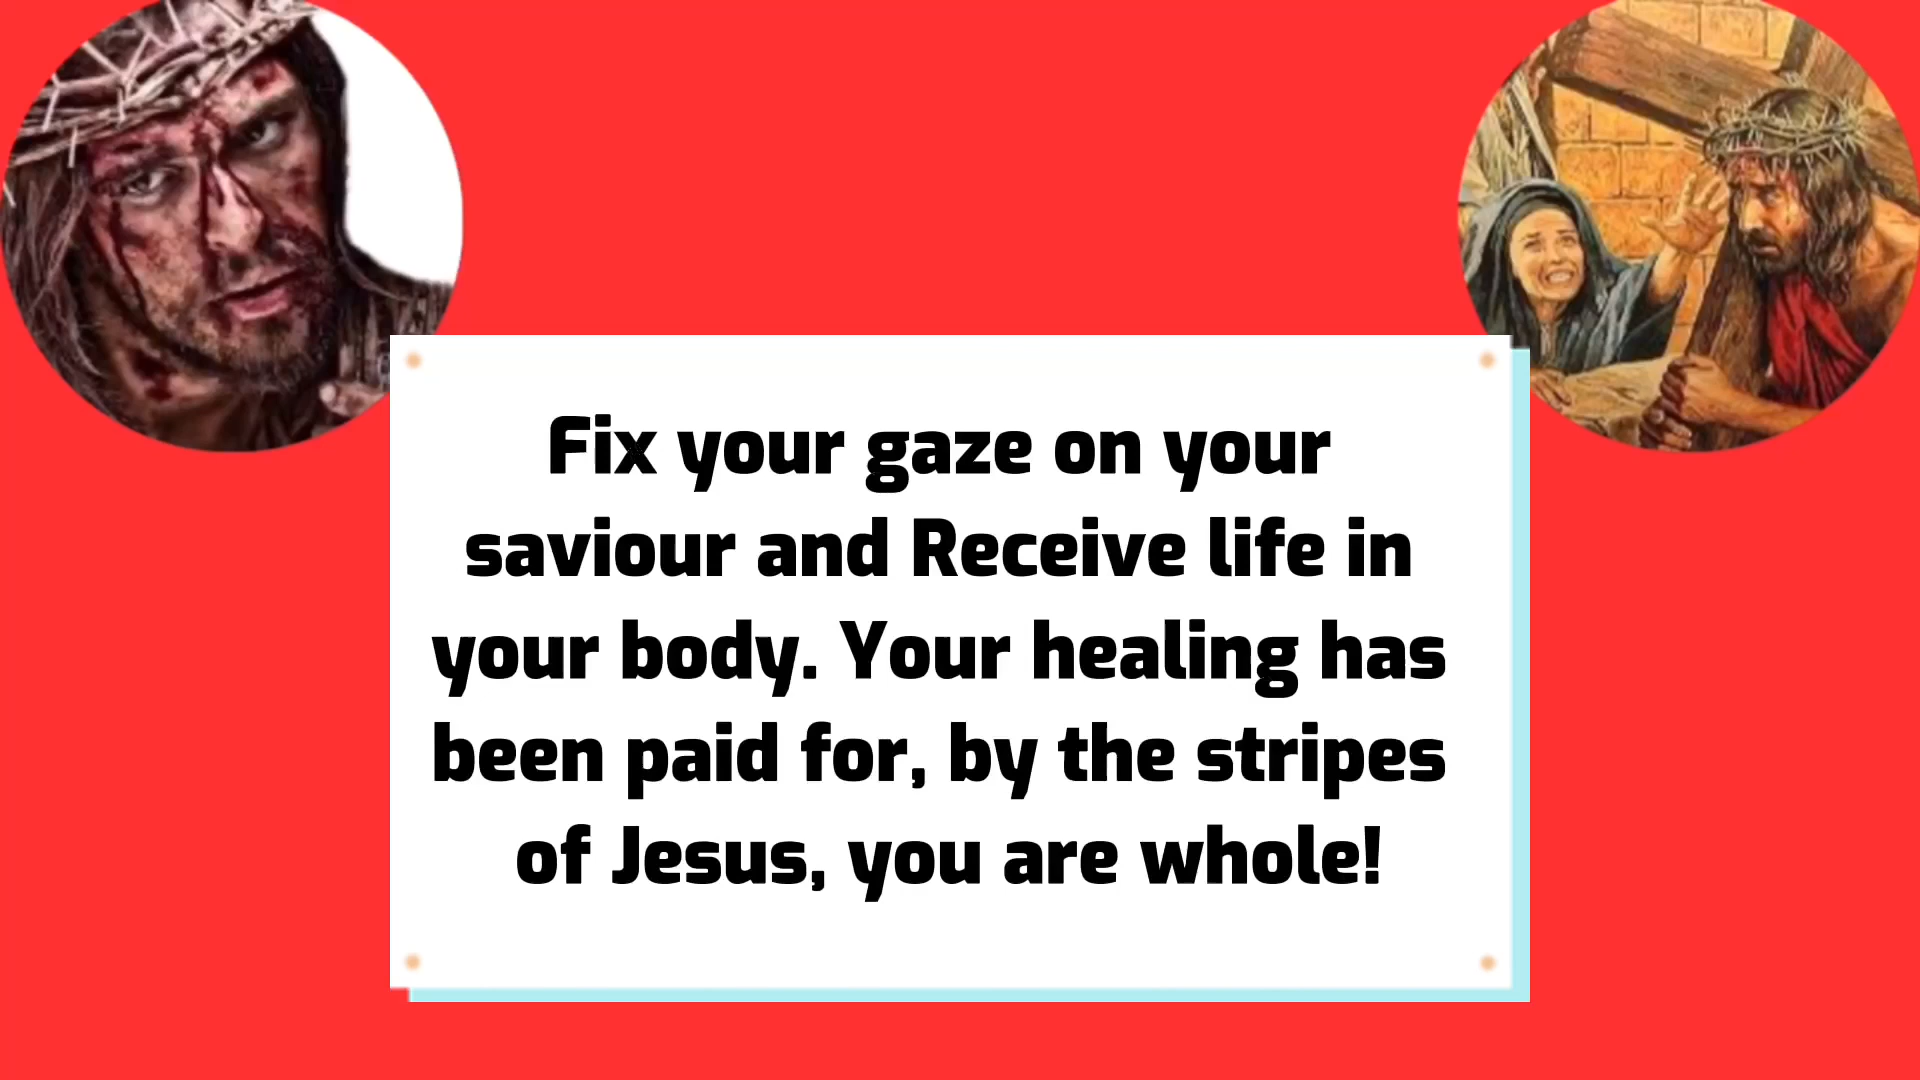 Fix your gaze on your
saviour and Receive life in
your body. Your healing has
been paid for, by the stripes
of Jesus, you are whole!